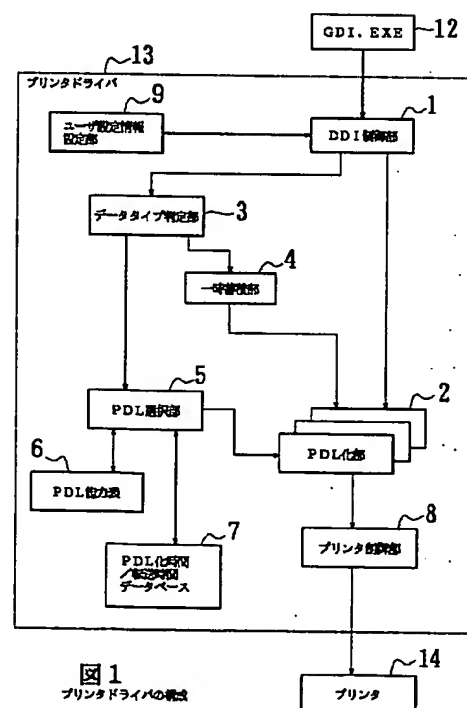 GDI.EXE
12
13
プリンタドライバ
9
ユーザ設定情報
設定部
1
DDI制御部
データタイプ判定部
3
4
一時蓄積部
5
PDL選択部
2
PDL化部
6
PDL能力表
7
PDL化時間
/転送時間
データベース
8
プリンタ制御部
図1
プリンタドライバの構成
14
プリンタ